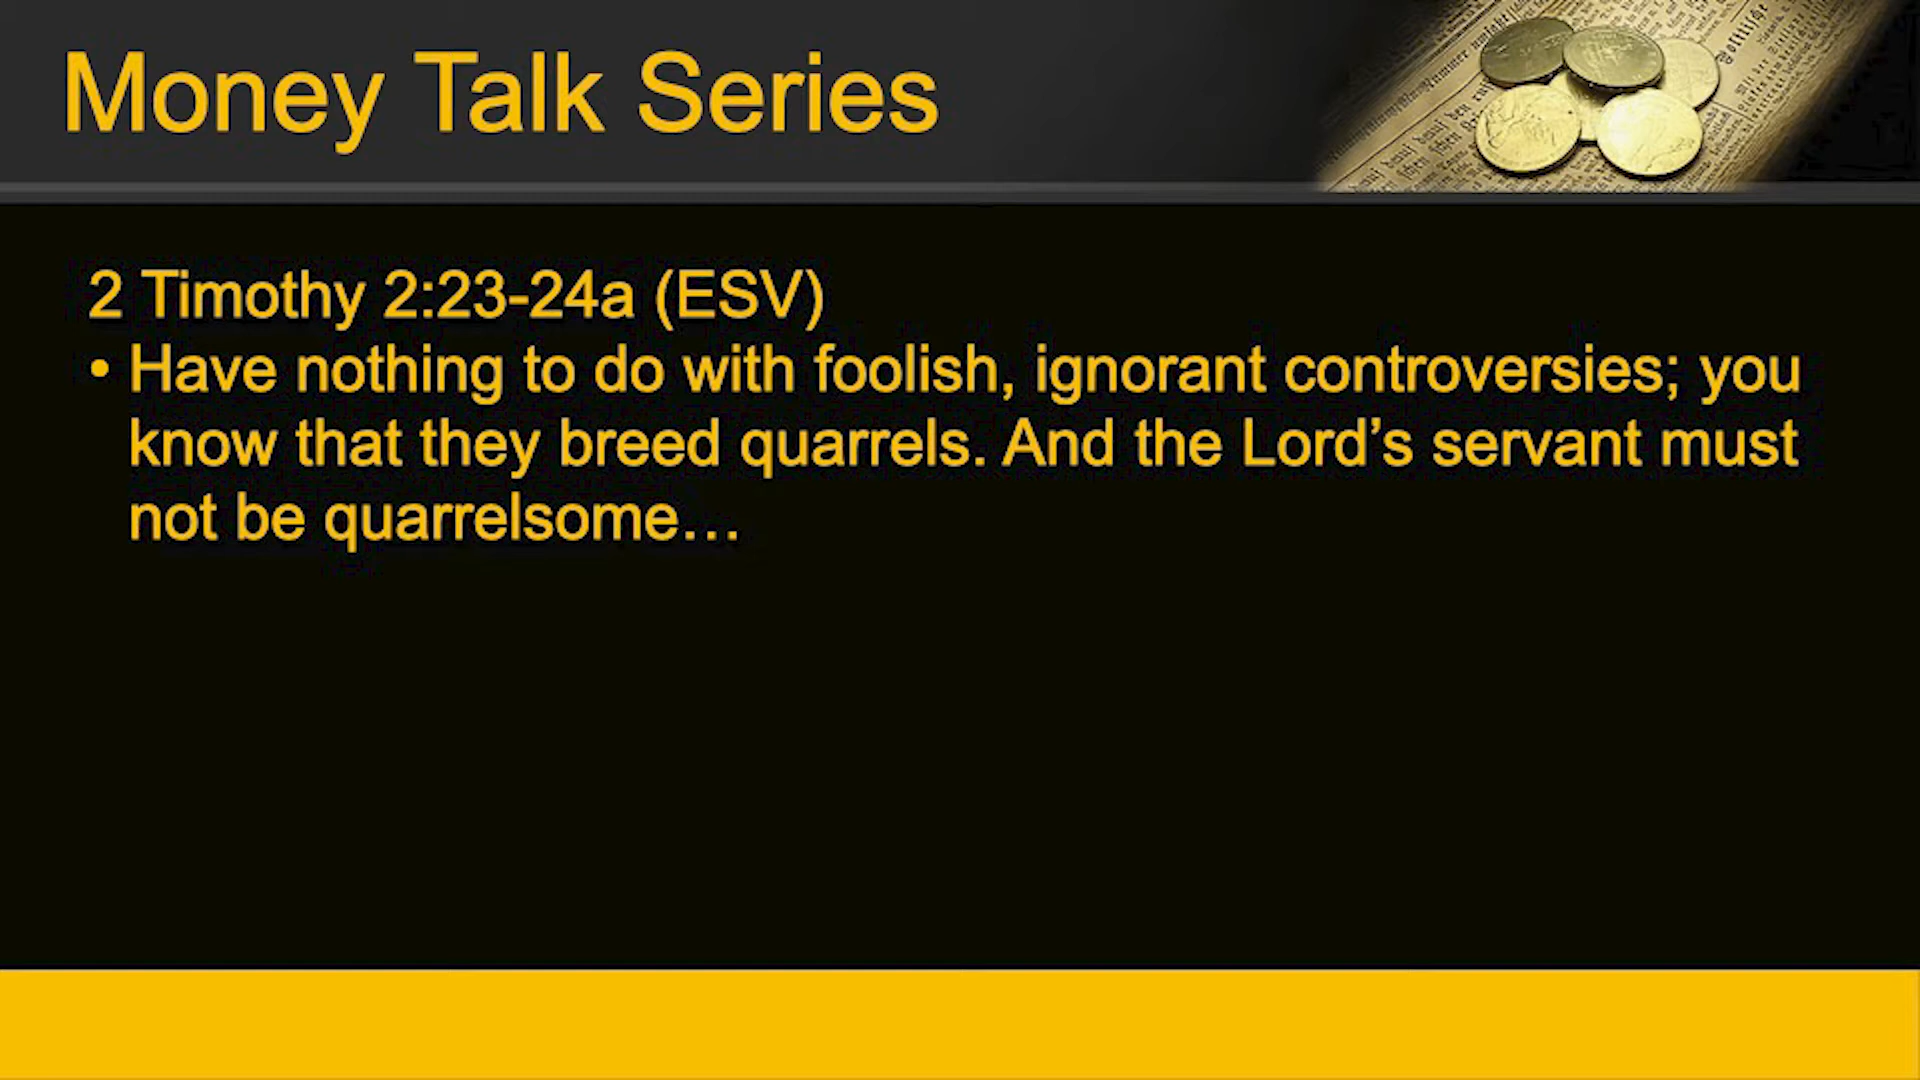 Money Talk Series
2 Timothy 2:23-24a (ESV)
• Have nothing to do with foolish, ignorant controversies; you
know that they breed quarrels. And the Lord’s servant must
not be quarrelsome…